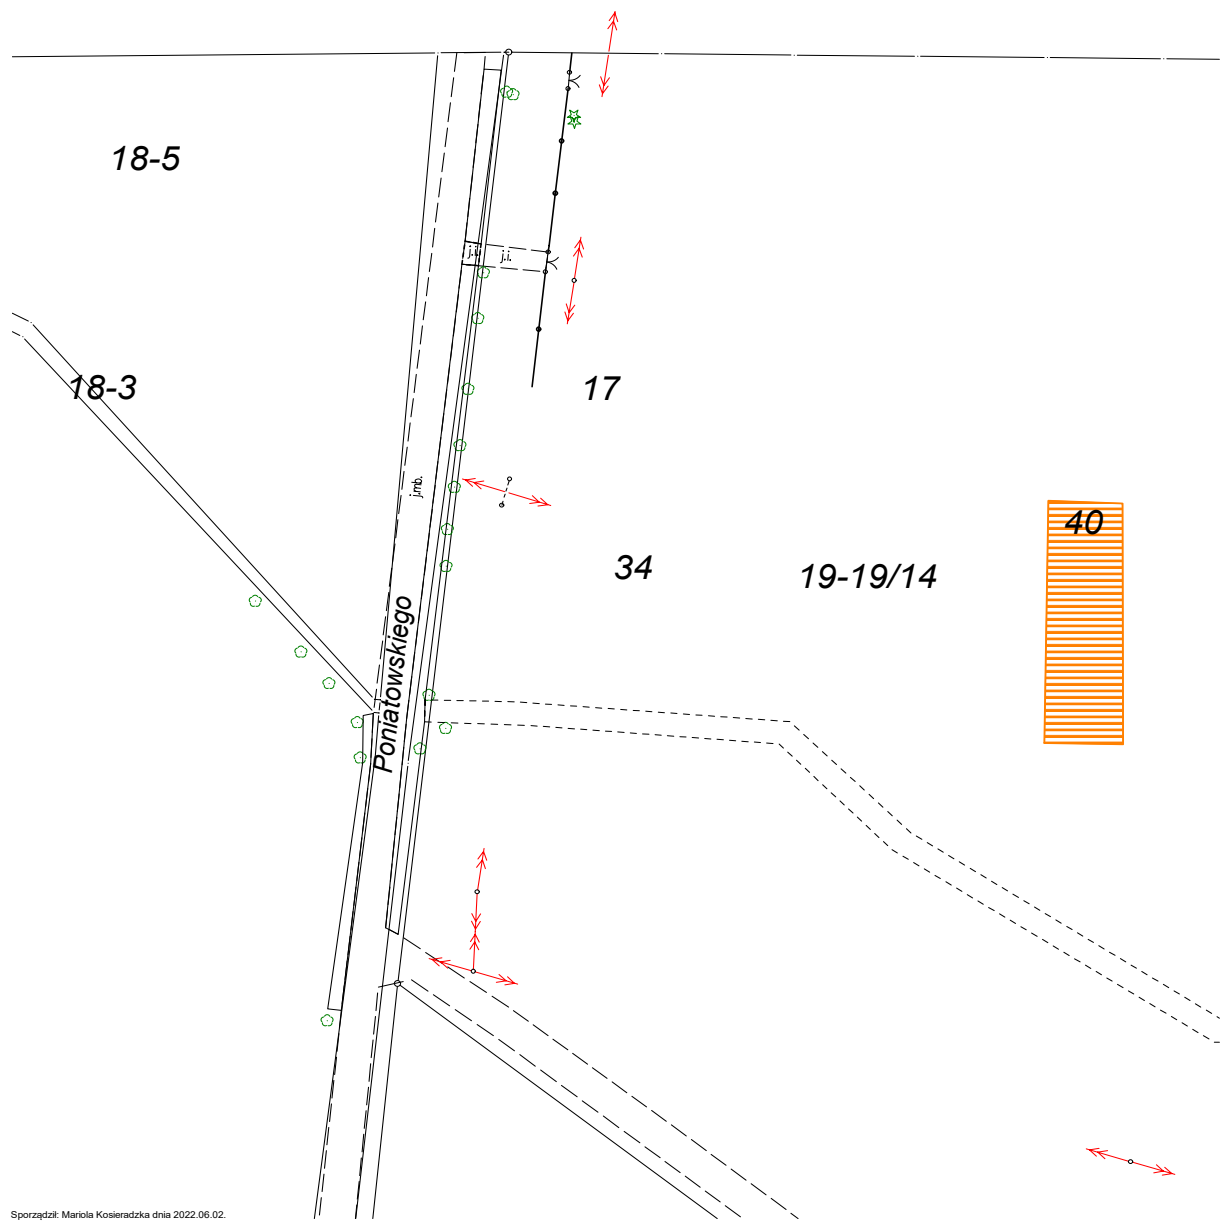 18-5
j.i.
j.i.
18-3
17
j.mb.
40
34
19-19/14
Poniatowskiego
Sporządził: Mariola Kosieradzka dnia 2022.06.02.